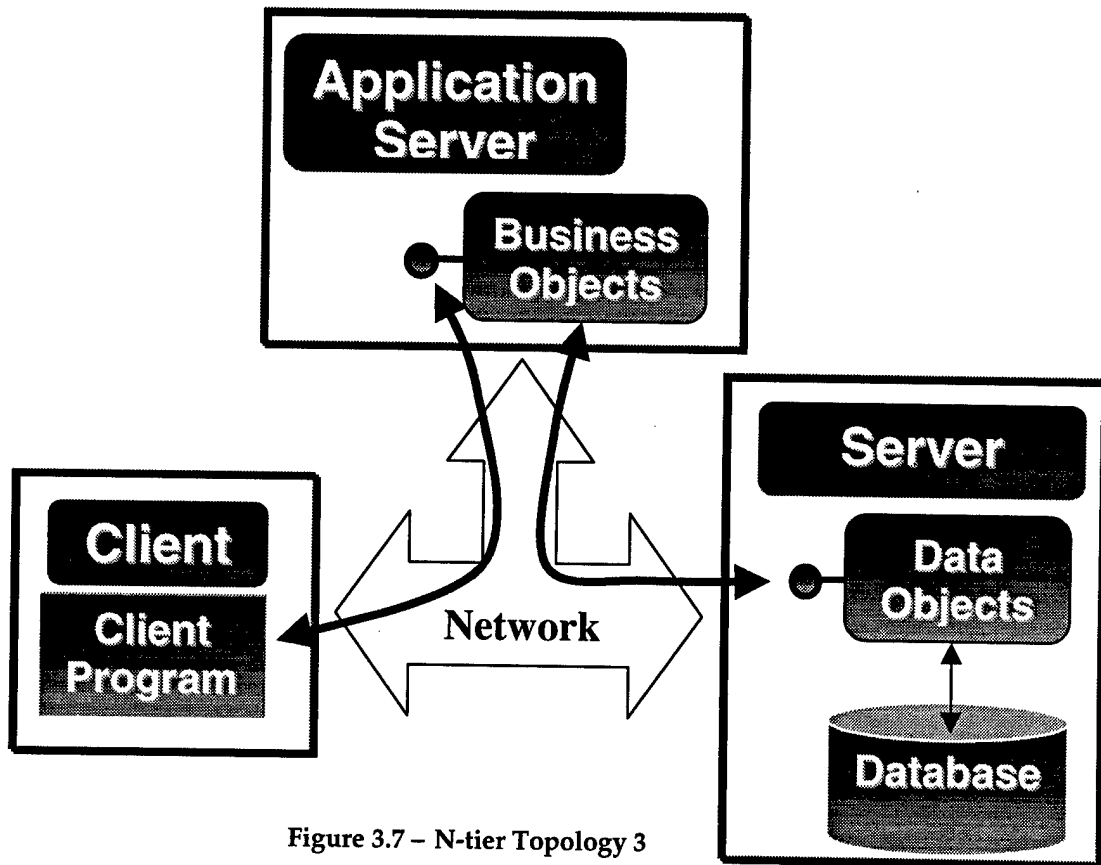 Application
Server
Business
Objects
Client
Client
Program
Network
Server
Data
Objects
Database
Figure 3.7 – N-tier Topology 3